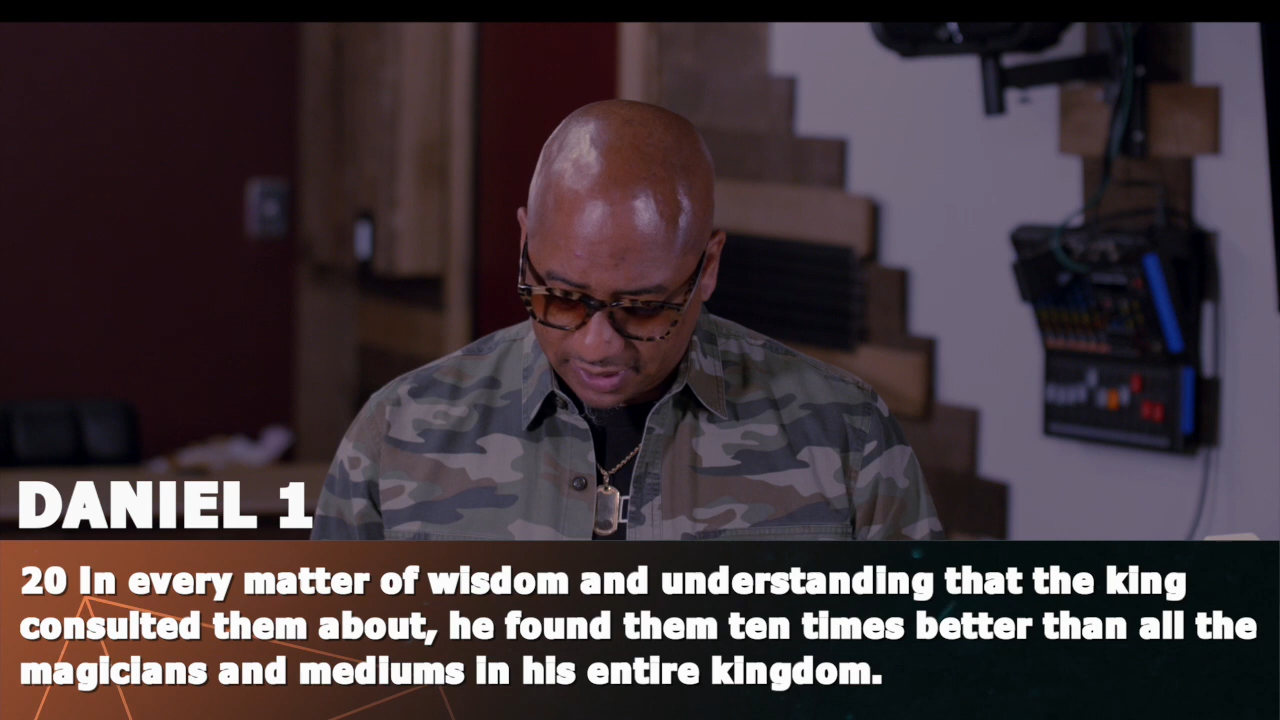 DANIEL 1
20 In every matter of wisdom and understanding that the king
consulted them about, he found them ten times better than all the
magicians and mediums in his entire kingdom.